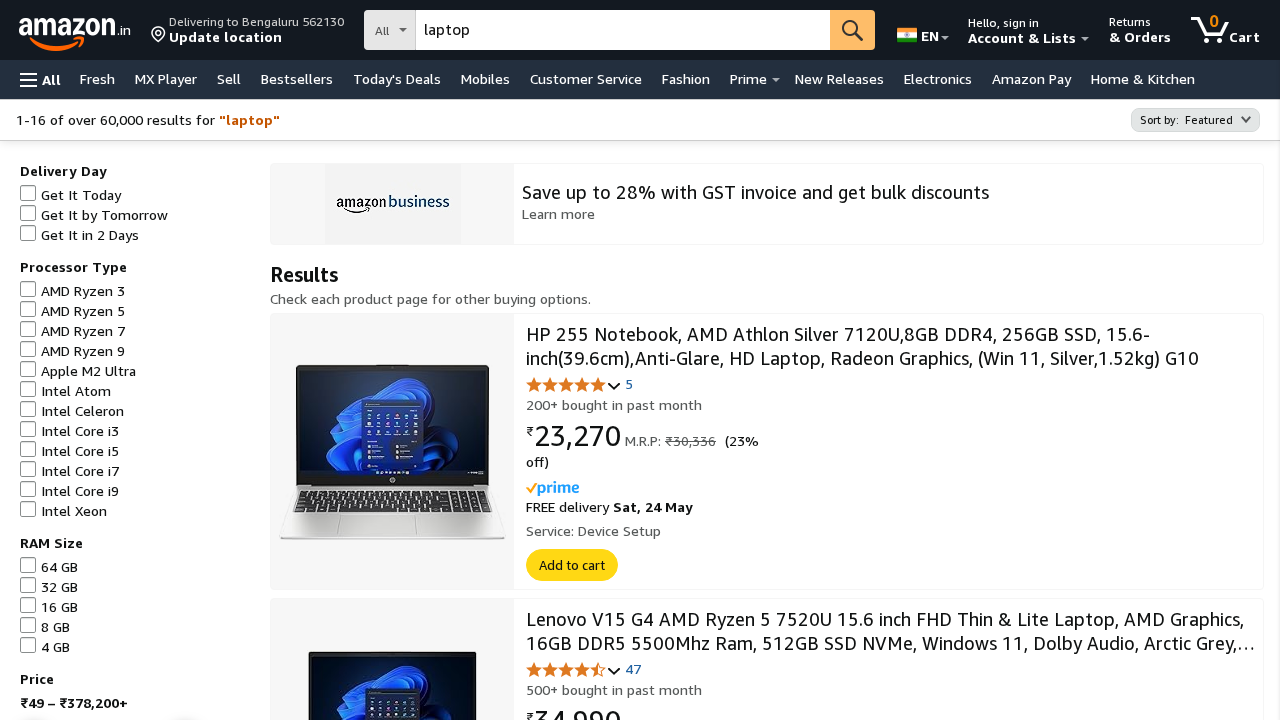 amazon.in
Delivering to Bengaluru 562130
Update location
All
laptop
EN
Hello, sign in
Account & Lists
Returns
& Orders
0
Cart
All
Fresh
MX Player
Sell
Bestsellers
Today's Deals
Mobiles
Customer Service
Fashion
Prime
New Releases
Electronics
Amazon Pay
Home & Kitchen
1-16 of over 60,000 results for "laptop"
Sort by: Featured
Delivery Day
Get It Today
Get It by Tomorrow
Get It in 2 Days
Processor Type
AMD Ryzen 3
AMD Ryzen 5
AMD Ryzen 7
AMD Ryzen 9
Apple M2 Ultra
Intel Atom
Intel Celeron
Intel Core i3
Intel Core i5
Intel Core i7
Intel Core i9
Intel Xeon
RAM Size
64 GB
32 GB
16 GB
8 GB
4 GB
Price
₹49 – ₹378,200+
amazon business
Save up to 28% with GST invoice and get bulk discounts
Learn more
Results
Check each product page for other buying options.
HP 255 Notebook, AMD Athlon Silver 7120U,8GB DDR4, 256GB SSD, 15.6-
inch(39.6cm),Anti-Glare, HD Laptop, Radeon Graphics, (Win 11, Silver,1.52kg) G10
5
200+ bought in past month
₹23,270 M.R.P: ₹30,336 (23%
off)
prime
FREE delivery Sat, 24 May
Service: Device Setup
Add to cart
Lenovo V15 G4 AMD Ryzen 5 7520U 15.6 inch FHD Thin & Lite Laptop, AMD Graphics,
16GB DDR5 5500Mhz Ram, 512GB SSD NVMe, Windows 11, Dolby Audio, Arctic Grey,…
47
500+ bought in past month
₹34,990